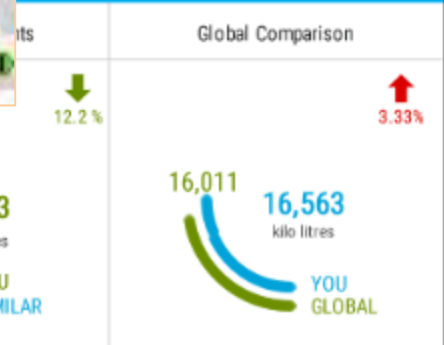 Global Comparison
12.2 %
3.33%
16,011
16,563
kilo litres
YOU
GLOBAL